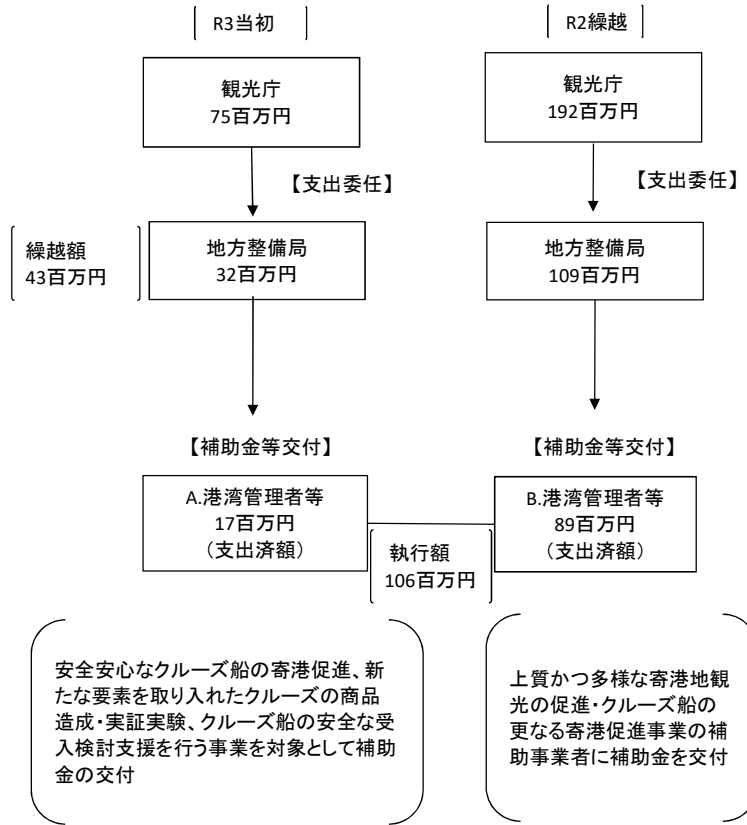 R3当初
R2繰越
観光庁
75百万円
観光庁
192百万円
【支出委任】
【支出委任】
繰越額
43百万円
地方整備局
32百万円
地方整備局
109百万円
【補助金等交付】
【補助金等交付】
A.港湾管理者等
17百万円
（支出済額）
B.港湾管理者等
89百万円
（支出済額）
執行額
106百万円
安全安心なクルーズ船の寄港促進、新
たな要素を取り入れたクルーズの商品
造成・実証実験、クルーズ船の安全な受
入検討支援を行う事業を対象として補助
金の交付
上質かつ多様な寄港地観
光の促進・クルーズ船の
更なる寄港促進事業の補
助事業者に補助金を交付